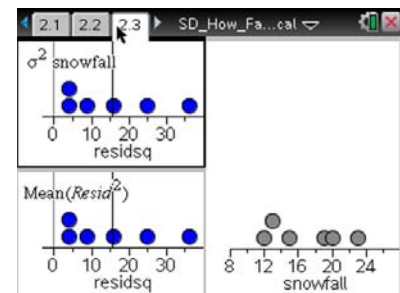 2.1 2.2 2.3 SD_How_Fa...cal
σ² snowfall
0 10 20 30
residsq
Mean(Resid²)
0 10 20 30
residsq
8 12 16 20 24
snowfall